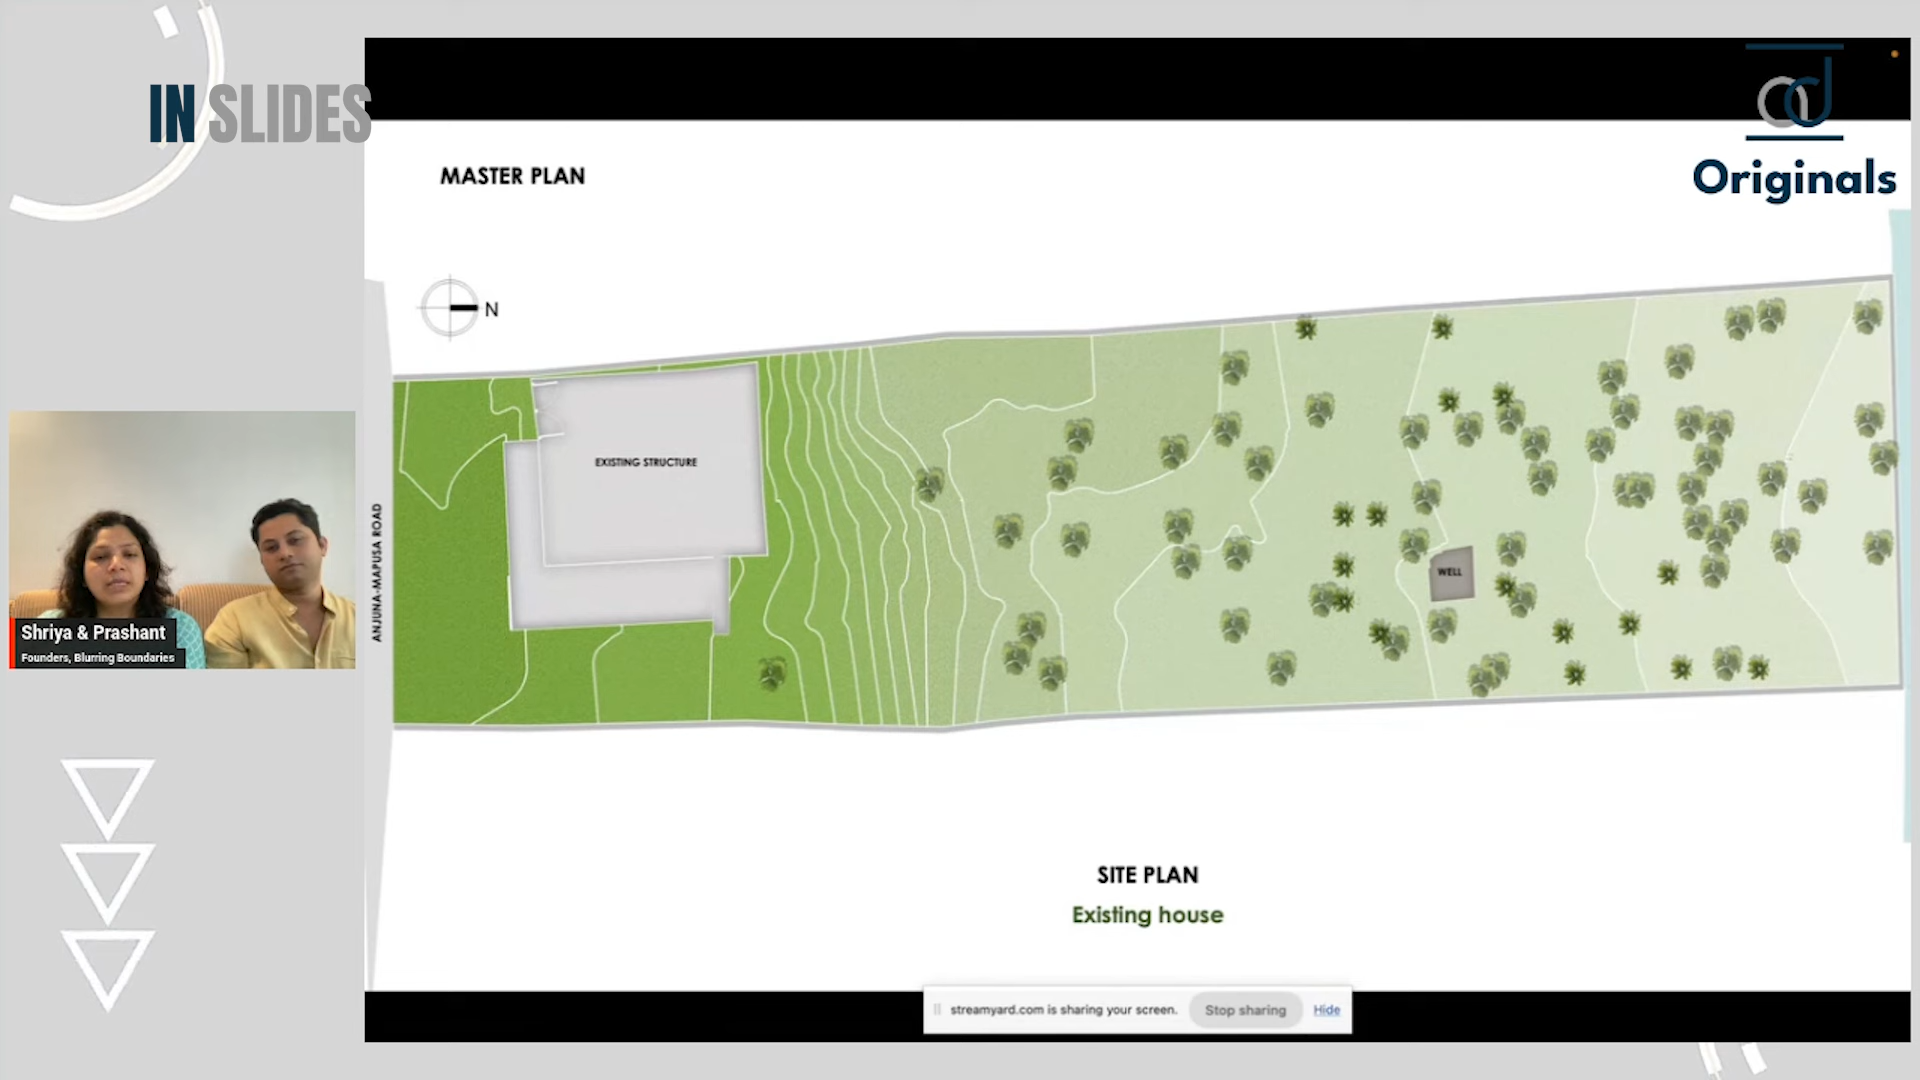 IN SLIDES
ad
Originals
MASTER PLAN
N
EXISTING STRUCTURE
ANJUNA-MAPUSA ROAD
WELL
Shriya & Prashant
Founders, Blurring Boundaries
SITE PLAN
Existing house
streamyard.com is sharing your screen. Stop sharing Hide